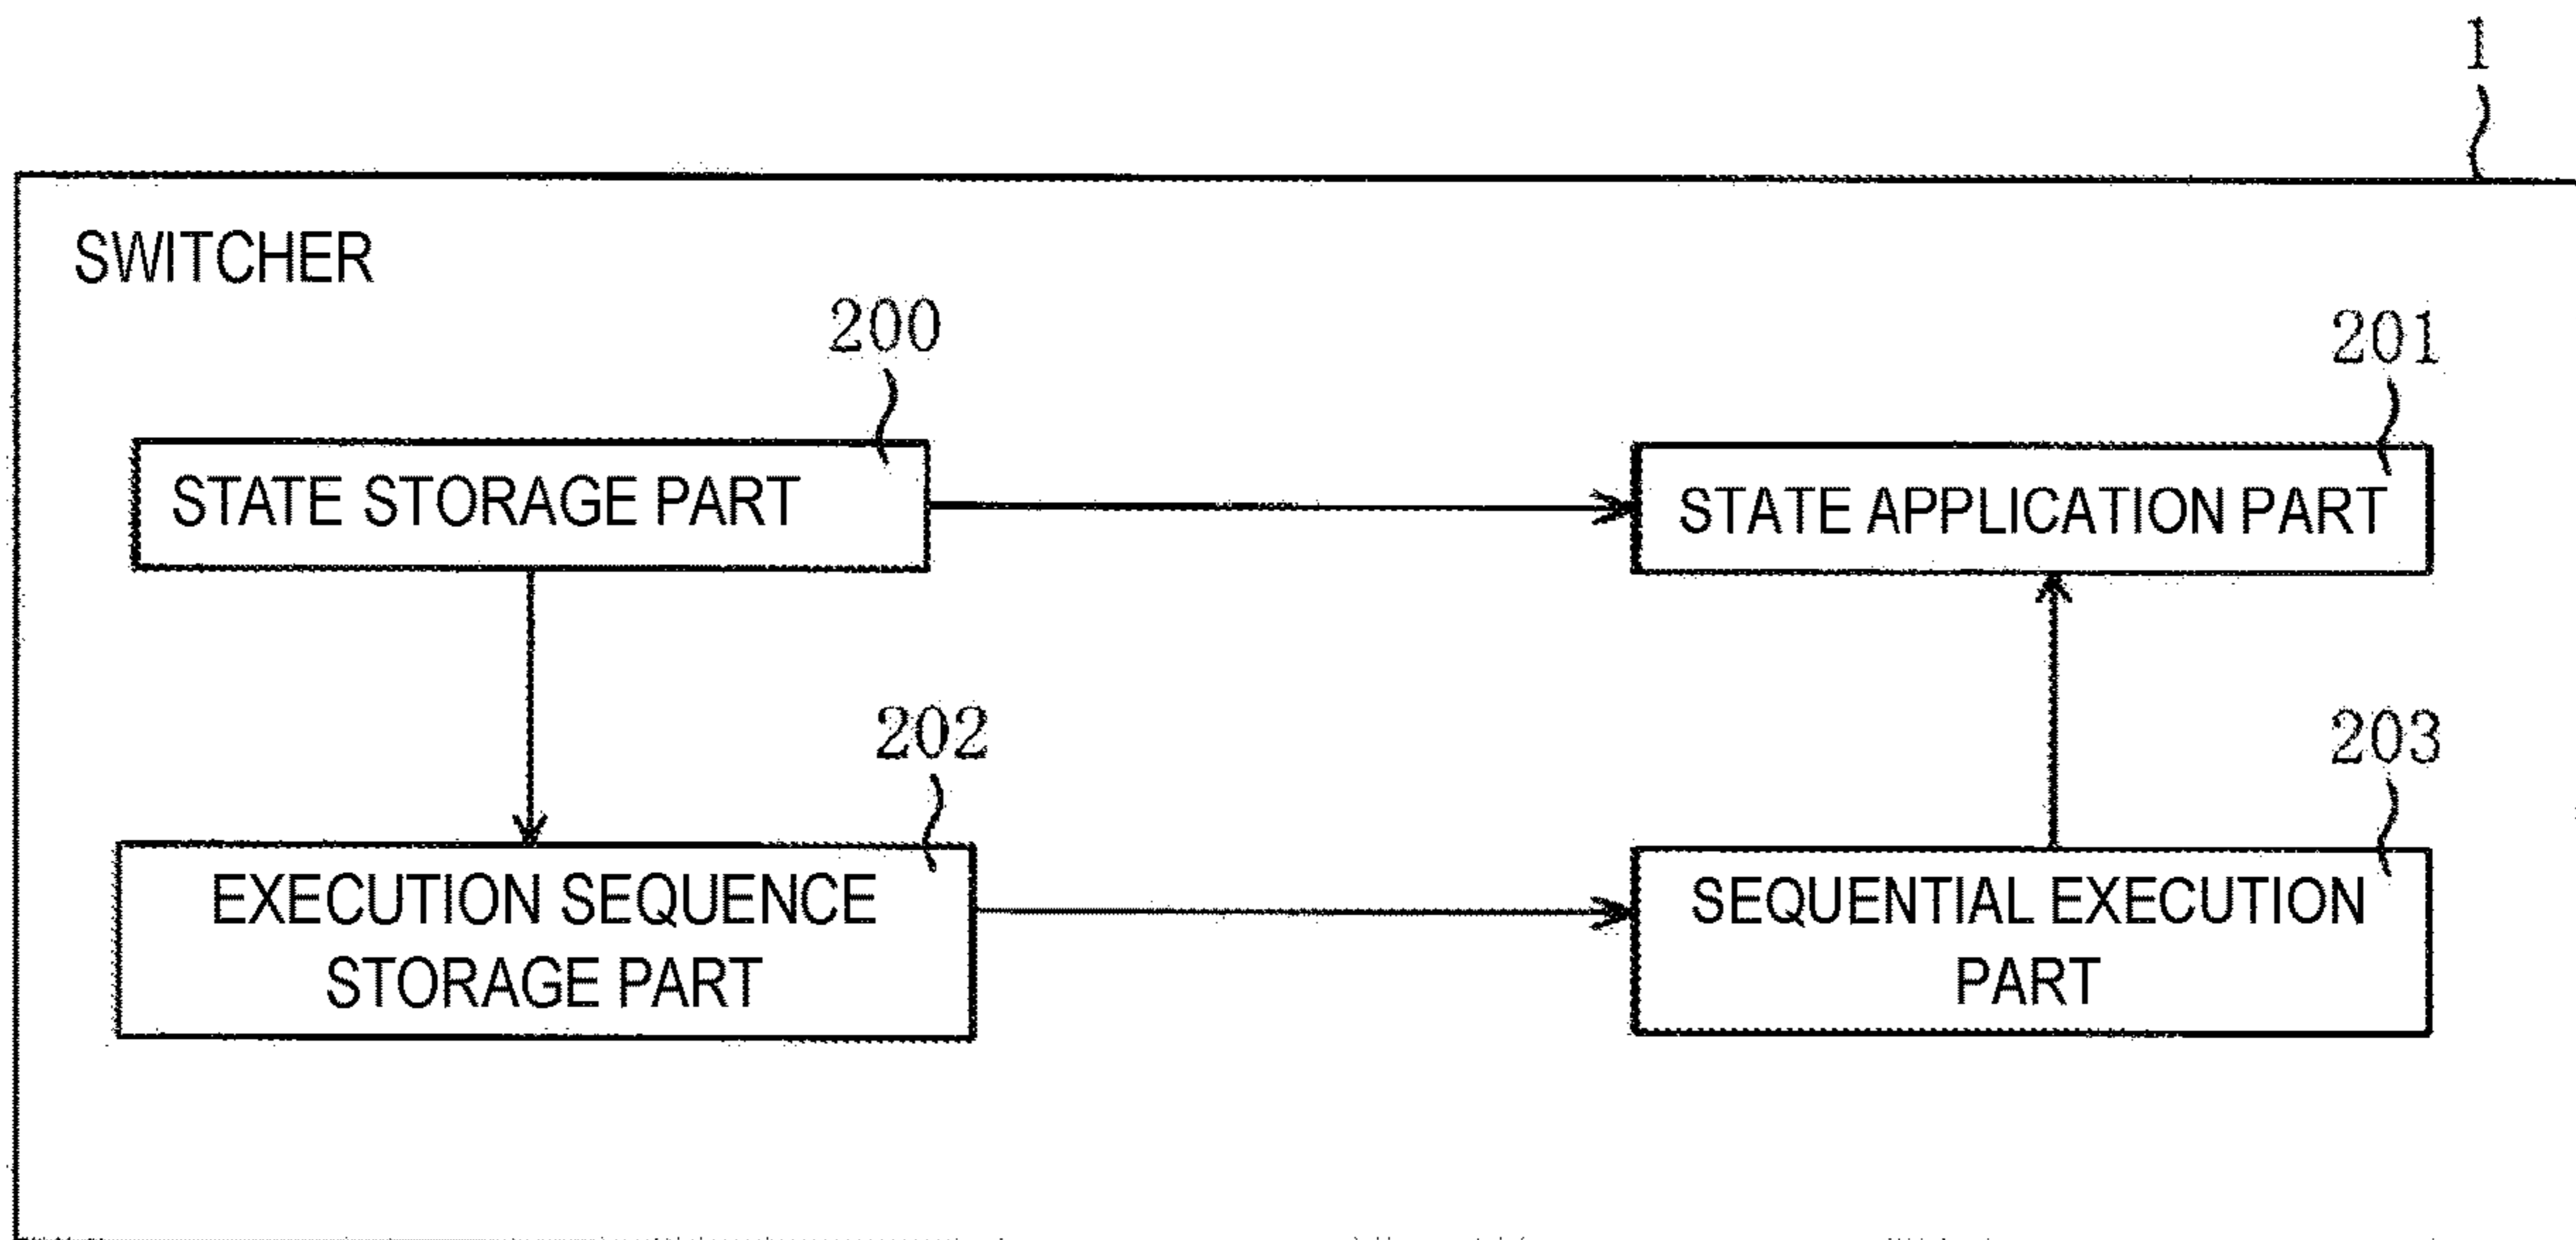 1
SWITCHER
200
201
STATE STORAGE PART
STATE APPLICATION PART
202
203
EXECUTION SEQUENCE
STORAGE PART
SEQUENTIAL EXECUTION
PART